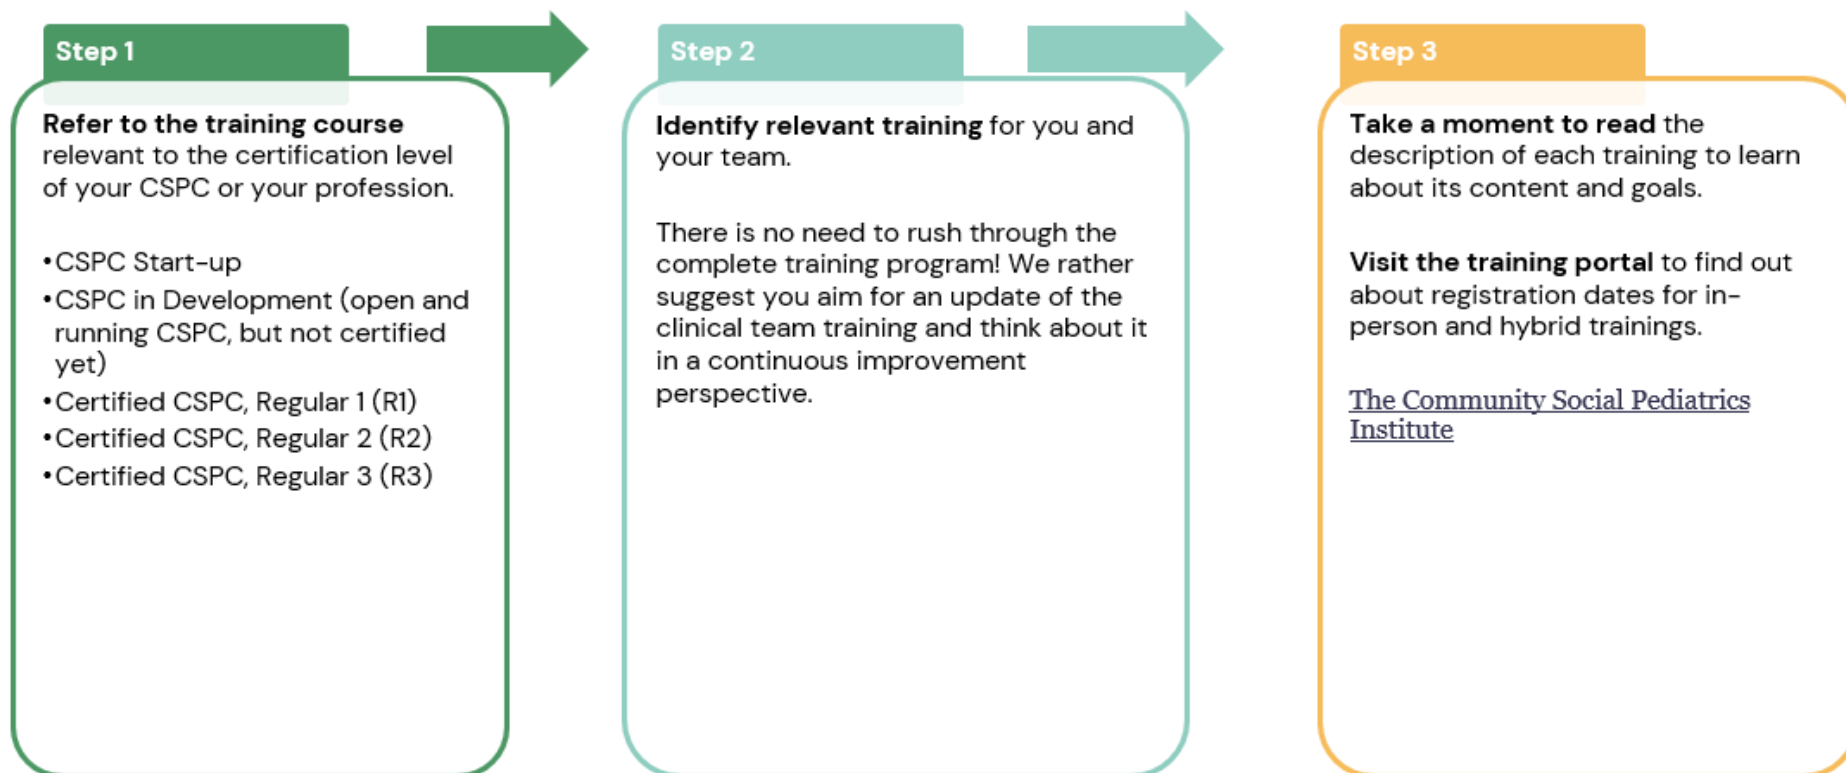 Step 1
Refer to the training course
relevant to the certification level
of your CSPC or your profession.
•CSPC Start-up
•CSPC in Development (open and
running CSPC, but not certified
yet)
•Certified CSPC, Regular 1 (R1)
•Certified CSPC, Regular 2 (R2)
•Certified CSPC, Regular 3 (R3)
Step 2
Identify relevant training for you and
your team.
There is no need to rush through the
complete training program! We rather
suggest you aim for an update of the
clinical team training and think about it
in a continuous improvement
perspective.
Step 3
Take a moment to read the
description of each training to learn
about its content and goals.
Visit the training portal to find out
about registration dates for in-
person and hybrid trainings.
The Community Social Pediatrics
Institute